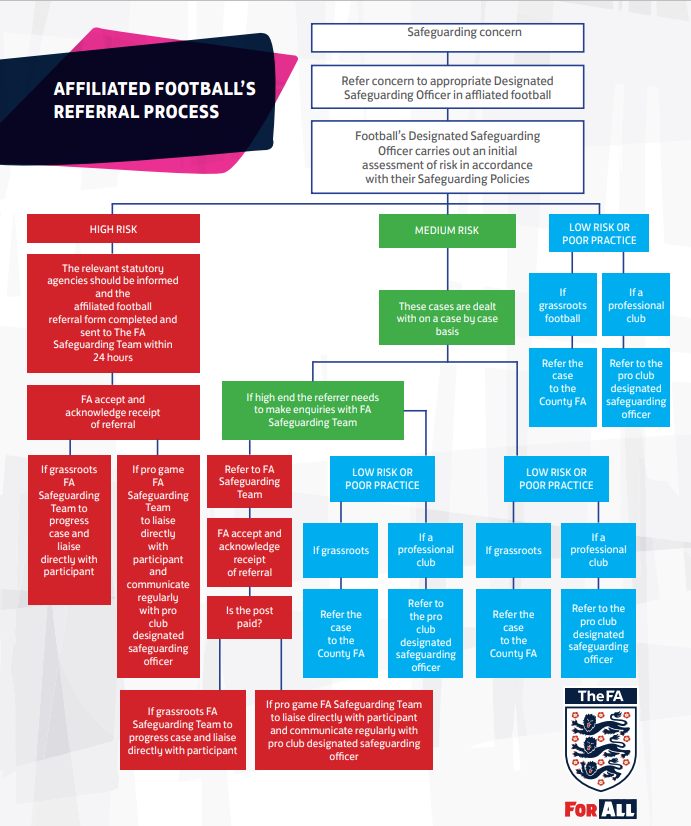 AFFILIATED FOOTBALL'S
REFERRAL PROCESS
Safeguarding concern
Refer concern to appropriate Designated
Safeguarding Officer in affliated football
Football's Designated Safeguarding
Officer carries out an initial
assessment of risk in accordance
with their Safeguarding Policies
HIGH RISK
The relevant statutory
agencies should be informed
and the
affiliated football
referral form completed and
sent to The FA
Safeguarding Team within
24 hours
FA accept and
acknowledge receipt
of referral
If grassroots
FA
Safeguarding
Team to
progress
case and
liaise
directly with
participant
If pro game
FA
Safeguarding
Team
to liaise
directly
with
participant
and
communicate
regularly
with pro
club
designated
safeguarding
officer
MEDIUM RISK
These cases are dealt
with on a case by case
basis
If high end the referrer needs
to make enquiries with FA
Safeguarding Team
Refer to FA
Safeguarding
Team
FA accept and
acknowledge
receipt
of referral
Is the post
paid?
If grassroots FA
Safeguarding Team to
progress case and liaise
directly with participant
If pro game FA Safeguarding Team
to liaise directly with participant
and communicate regularly with
pro club designated safeguarding
officer
LOW RISK OR
POOR PRACTICE
If grassroots
Refer the
case
to the
County FA
If a
professional
club
Refer to
the pro
club
designated
safeguarding
officer
LOW RISK OR
POOR PRACTICE
If grassroots
Refer the
case
to the
County FA
If a
professional
club
Refer to the
pro club
designated
safeguarding
officer
LOW RISK OR
POOR PRACTICE
If
grassroots
football
Refer the
case
to the
County FA
If a
professional
club
Refer to the
pro club
designated
safeguarding
officer
The FA
FOR ALL